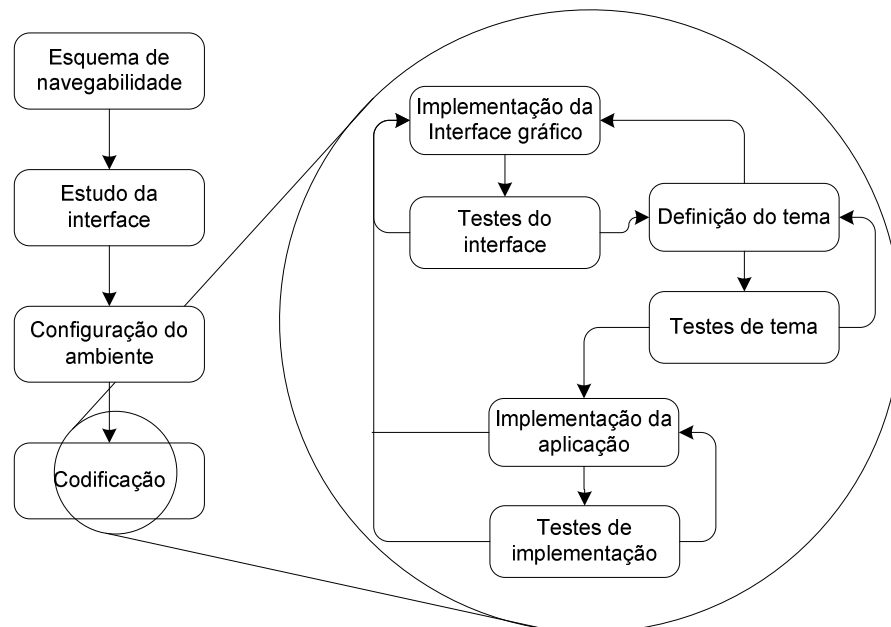 Esquema de
navegabilidade
Estudo da
interface
Configuração do
ambiente
Codificação
Implementação da
Interface gráfico
Testes do
interface
Definição do tema
Testes de tema
Implementação da
aplicação
Testes de
implementação